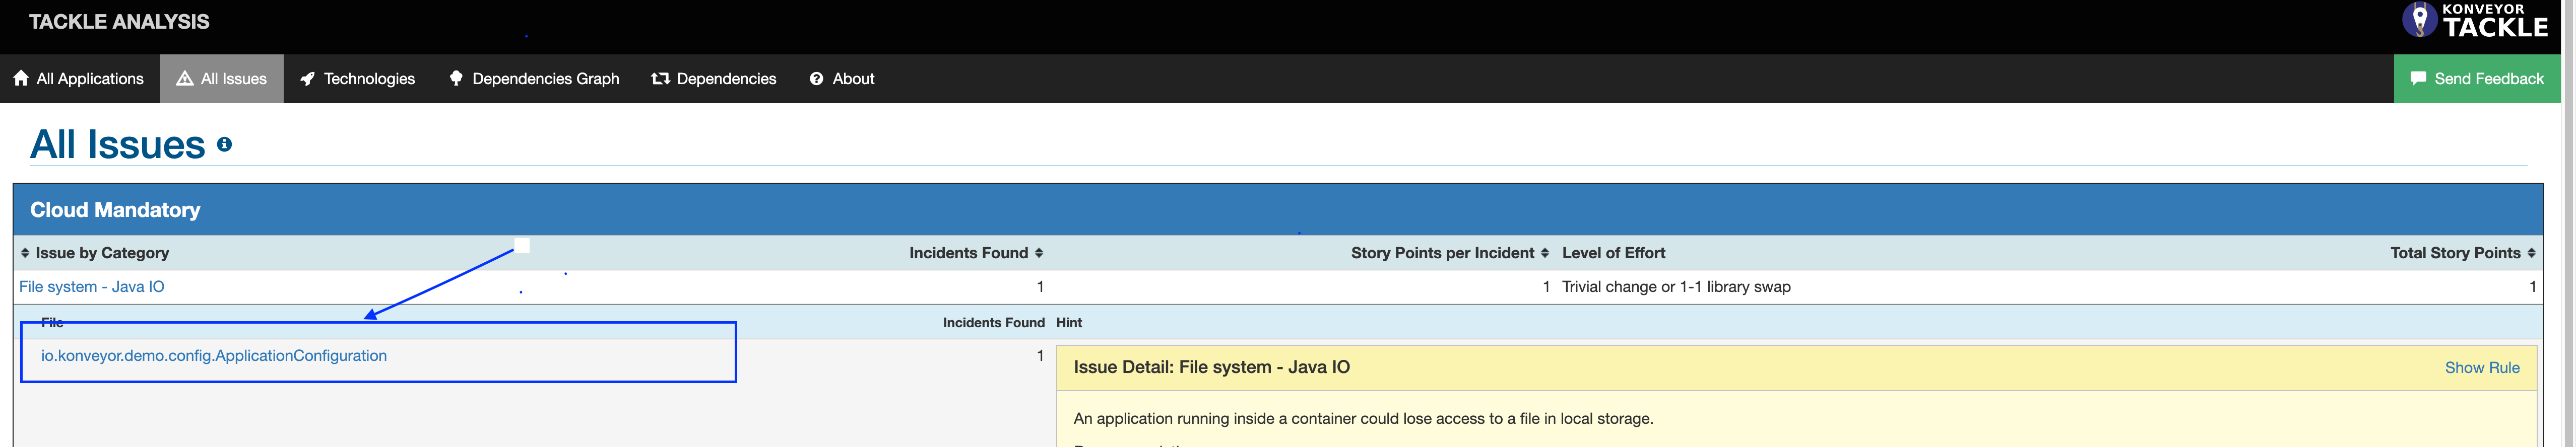 TACKLE ANALYSIS
KONVEYOR
TACKLE
All Applications
All Issues
Technologies
Dependencies Graph
Dependencies
About
Send Feedback
All Issues
Cloud Mandatory
Issue by Category Incidents Found Story Points per Incident Level of Effort Total Story Points
File system - Java IO 1 1 Trivial change or 1-1 library swap 1
File Incidents Found Hint
io.konveyor.demo.config.ApplicationConfiguration 1
Issue Detail: File system - Java IO Show Rule
An application running inside a container could lose access to a file in local storage.